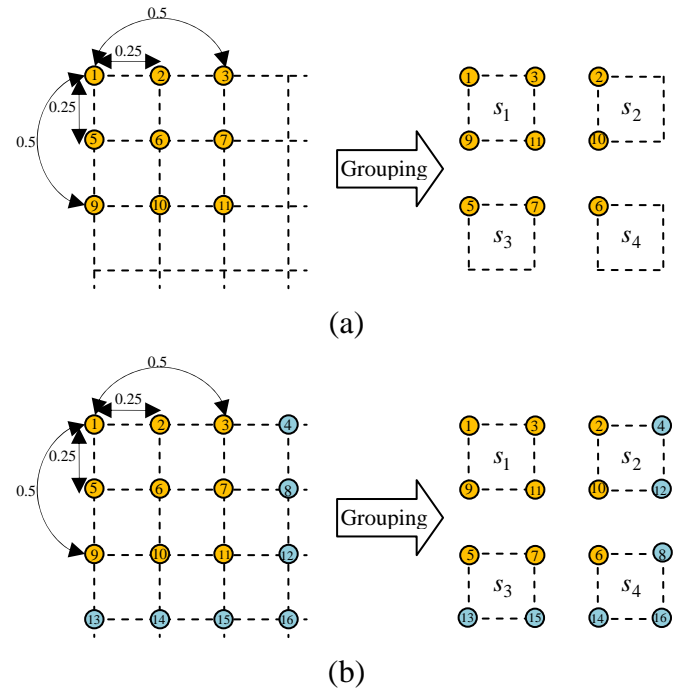 0.5
0.25
1 2 3
1 3
2
s1
s2
0.25
0.5
5 6 7
9 11
10
Grouping
9 10 11
5 7
6
s3
s4
(a)
0.5
0.25
1 2 3 4
1 3
2 4
s1
s2
0.25
0.5
5 6 7 8
9 11
10 12
Grouping
9 10 11 12
5 7
6 8
s3
s4
13 14 15 16
13 15
14 16
(b)